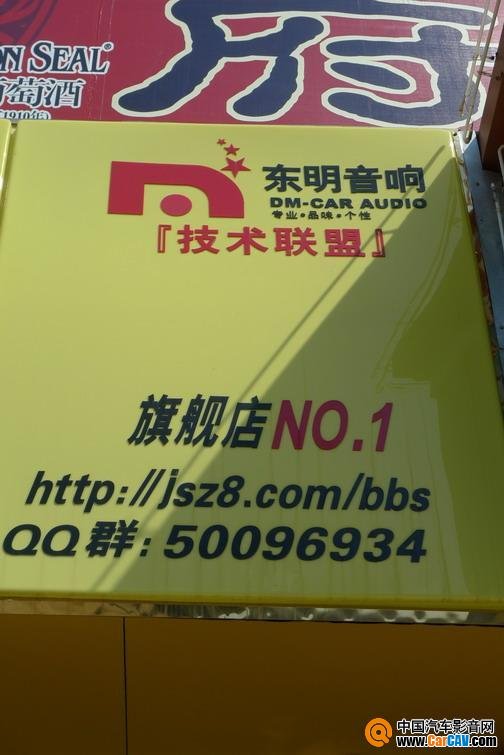 ON SEAL®
葡萄酒
东明音响
DM-CAR AUDIO
专业·品味·个性
『技术联盟』
旗舰店NO.1
http://jsz8.com/bbs
QQ群:50096934
中国汽车影音网
www.CarCAV.com